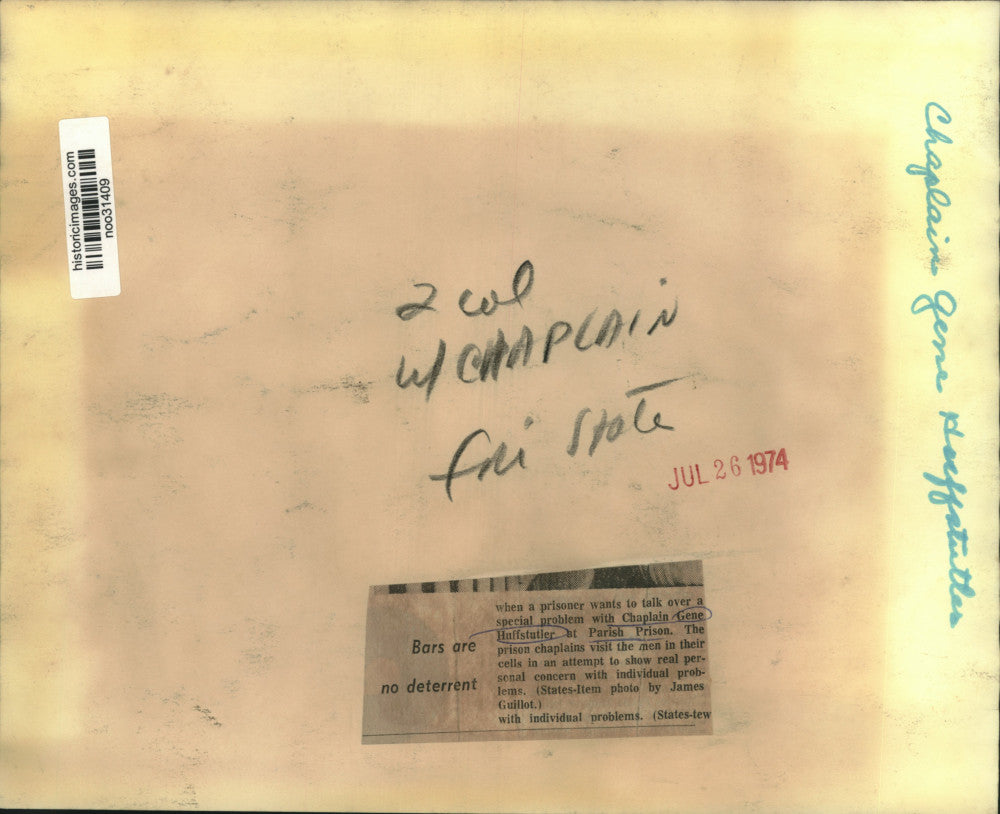 historicimages.com
noo31409
Chaplain Gene Huffstutler
2 col
w/ CHAPLAIN
fri State
JUL 26 1974
Bars are
no deterrent
when a prisoner wants to talk over a
special problem with Chaplain Gene
Huffstutler at Parish Prison. The
prison chaplains visit the men in their
cells in an attempt to show real per-
sonal concern with individual prob-
lems. (States-Item photo by James
Guillot.)
with individual problems. (States-tew